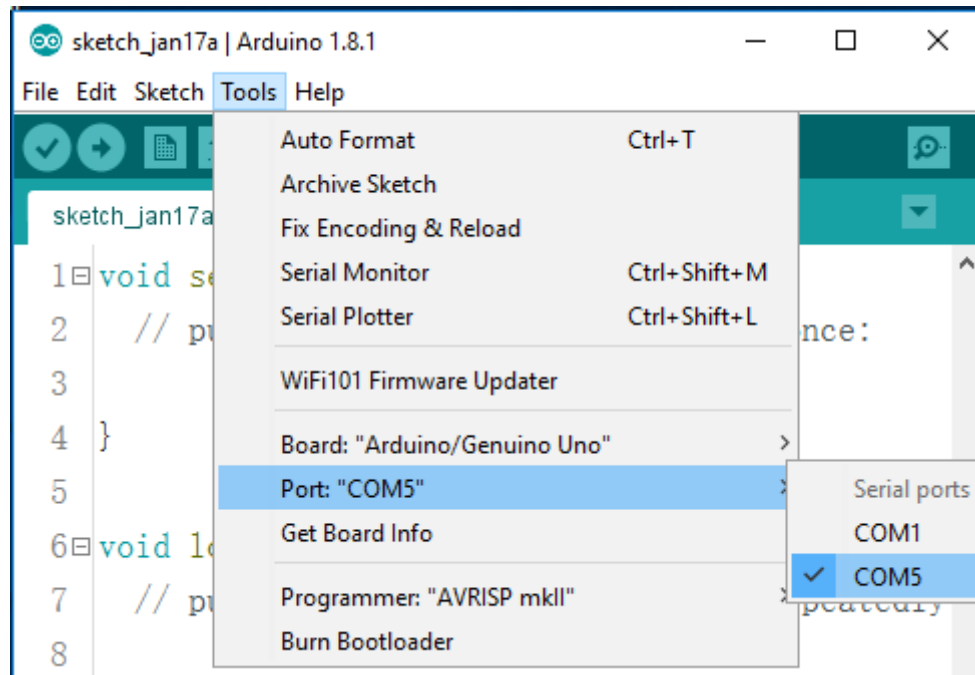 sketch_jan17a | Arduino 1.8.1
File Edit Sketch Tools Help
Auto Format Ctrl+T
Archive Sketch
sketch_jan17a
Fix Encoding & Reload
1 void
Serial Monitor Ctrl+Shift+M
2 //
Serial Plotter Ctrl+Shift+L
nce:
3
WiFi101 Firmware Updater
4 }
Board: "Arduino/Genuino Uno"
5
Port: "COM5"
Serial ports
6 void
Get Board Info
COM1
COM5
7 //
Programmer: "AVRISP mkII"
8
Burn Bootloader